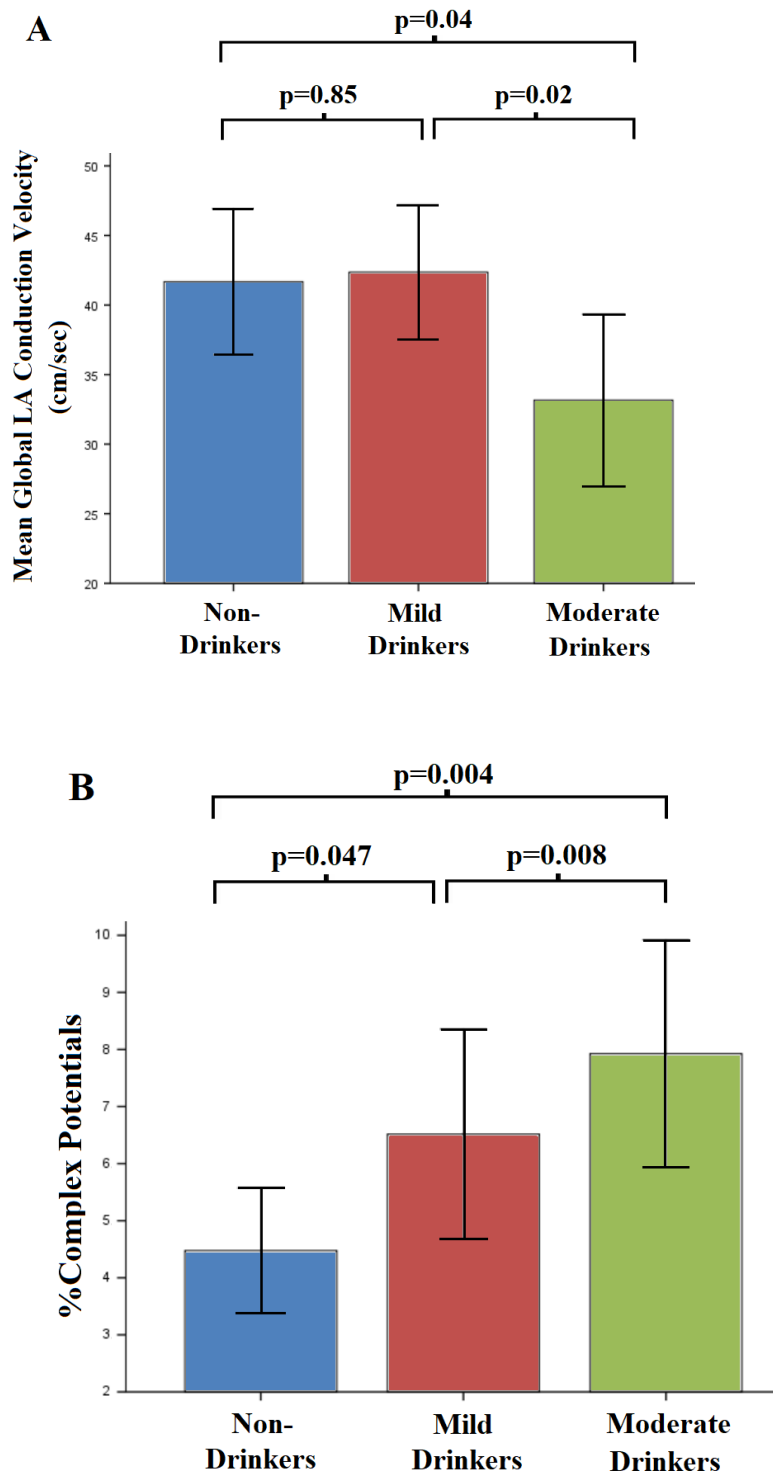 A
p=0.04
p=0.85
p=0.02
Mean Global LA Conduction Velocity
(cm/sec)
50
45
40
35
30
25
20
Non-
Drinkers
Mild
Drinkers
Moderate
Drinkers
B
p=0.004
p=0.047
p=0.008
%Complex Potentials
10
9
8
7
6
5
4
3
2
Non-
Drinkers
Mild
Drinkers
Moderate
Drinkers